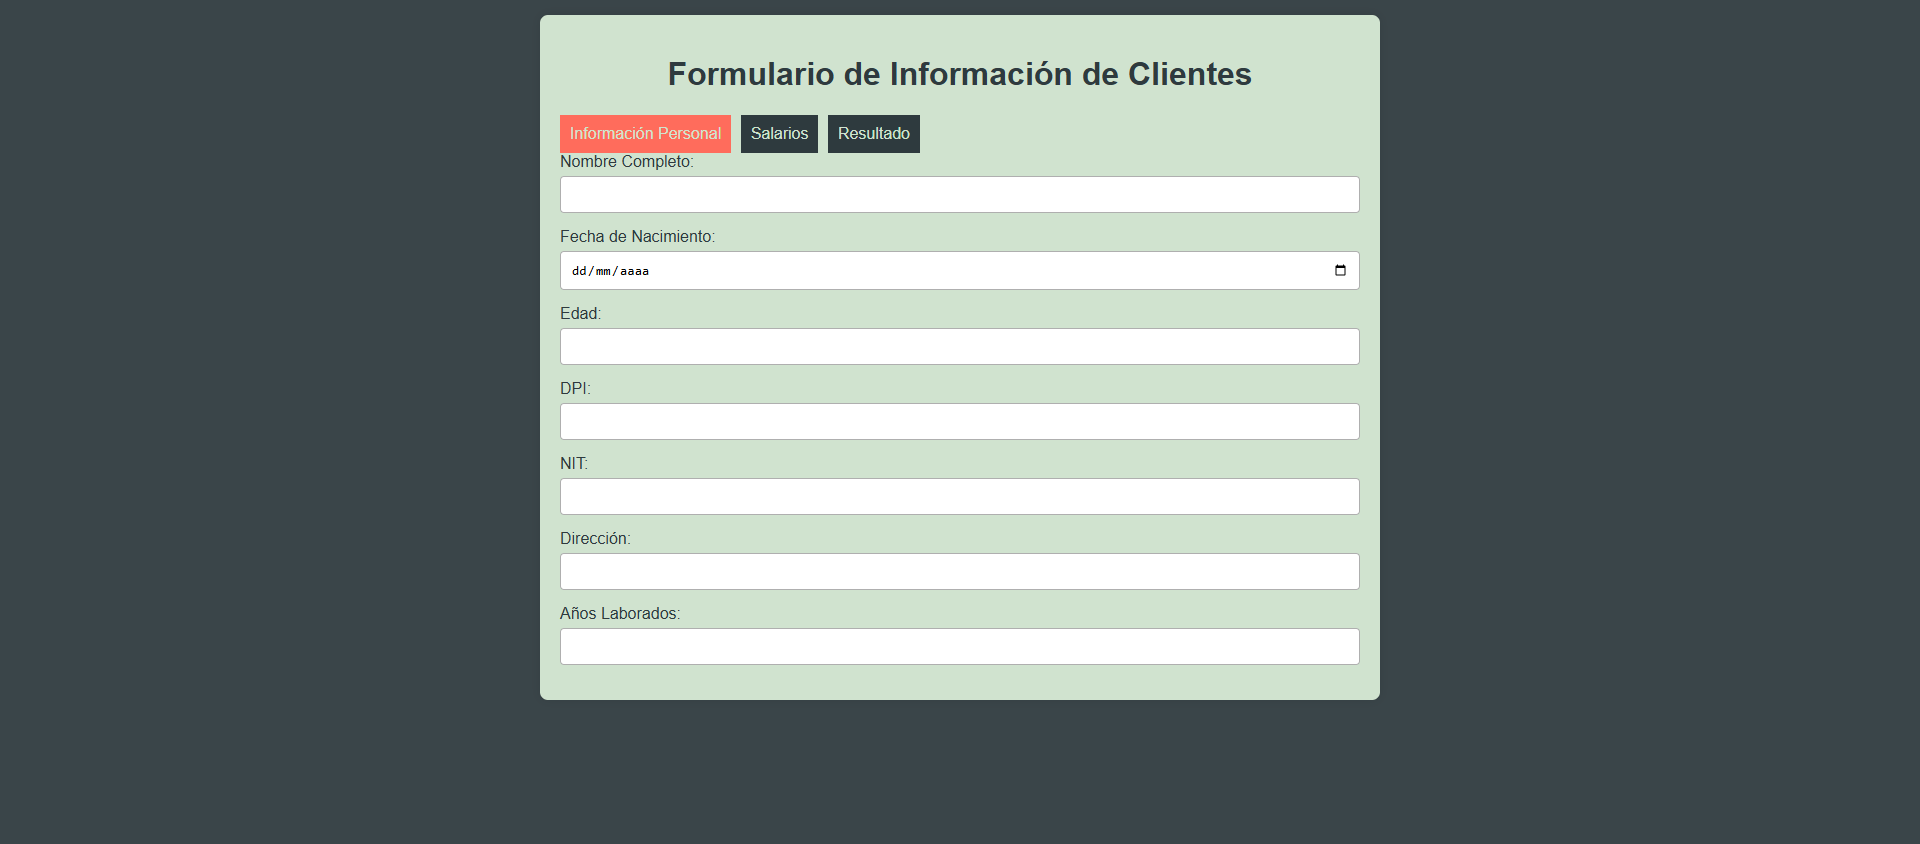 Formulario de Información de Clientes
Información Personal Salarios Resultado
Nombre Completo:
Fecha de Nacimiento:
dd/mm/aaaa
Edad:
DPI:
NIT:
Dirección:
Años Laborados: